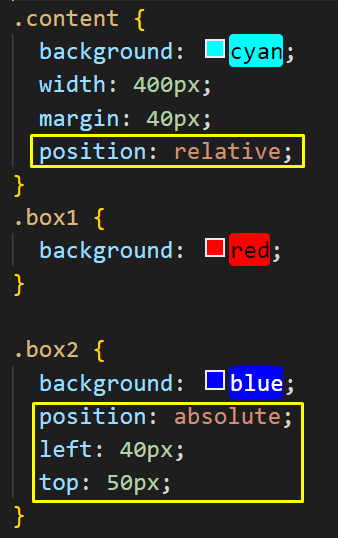 .content {
background: cyan;
width: 400px;
margin: 40px;
position: relative;
}
.box1 {
background: red;
}
.box2 {
background: blue;
position: absolute;
left: 40px;
top: 50px;
}